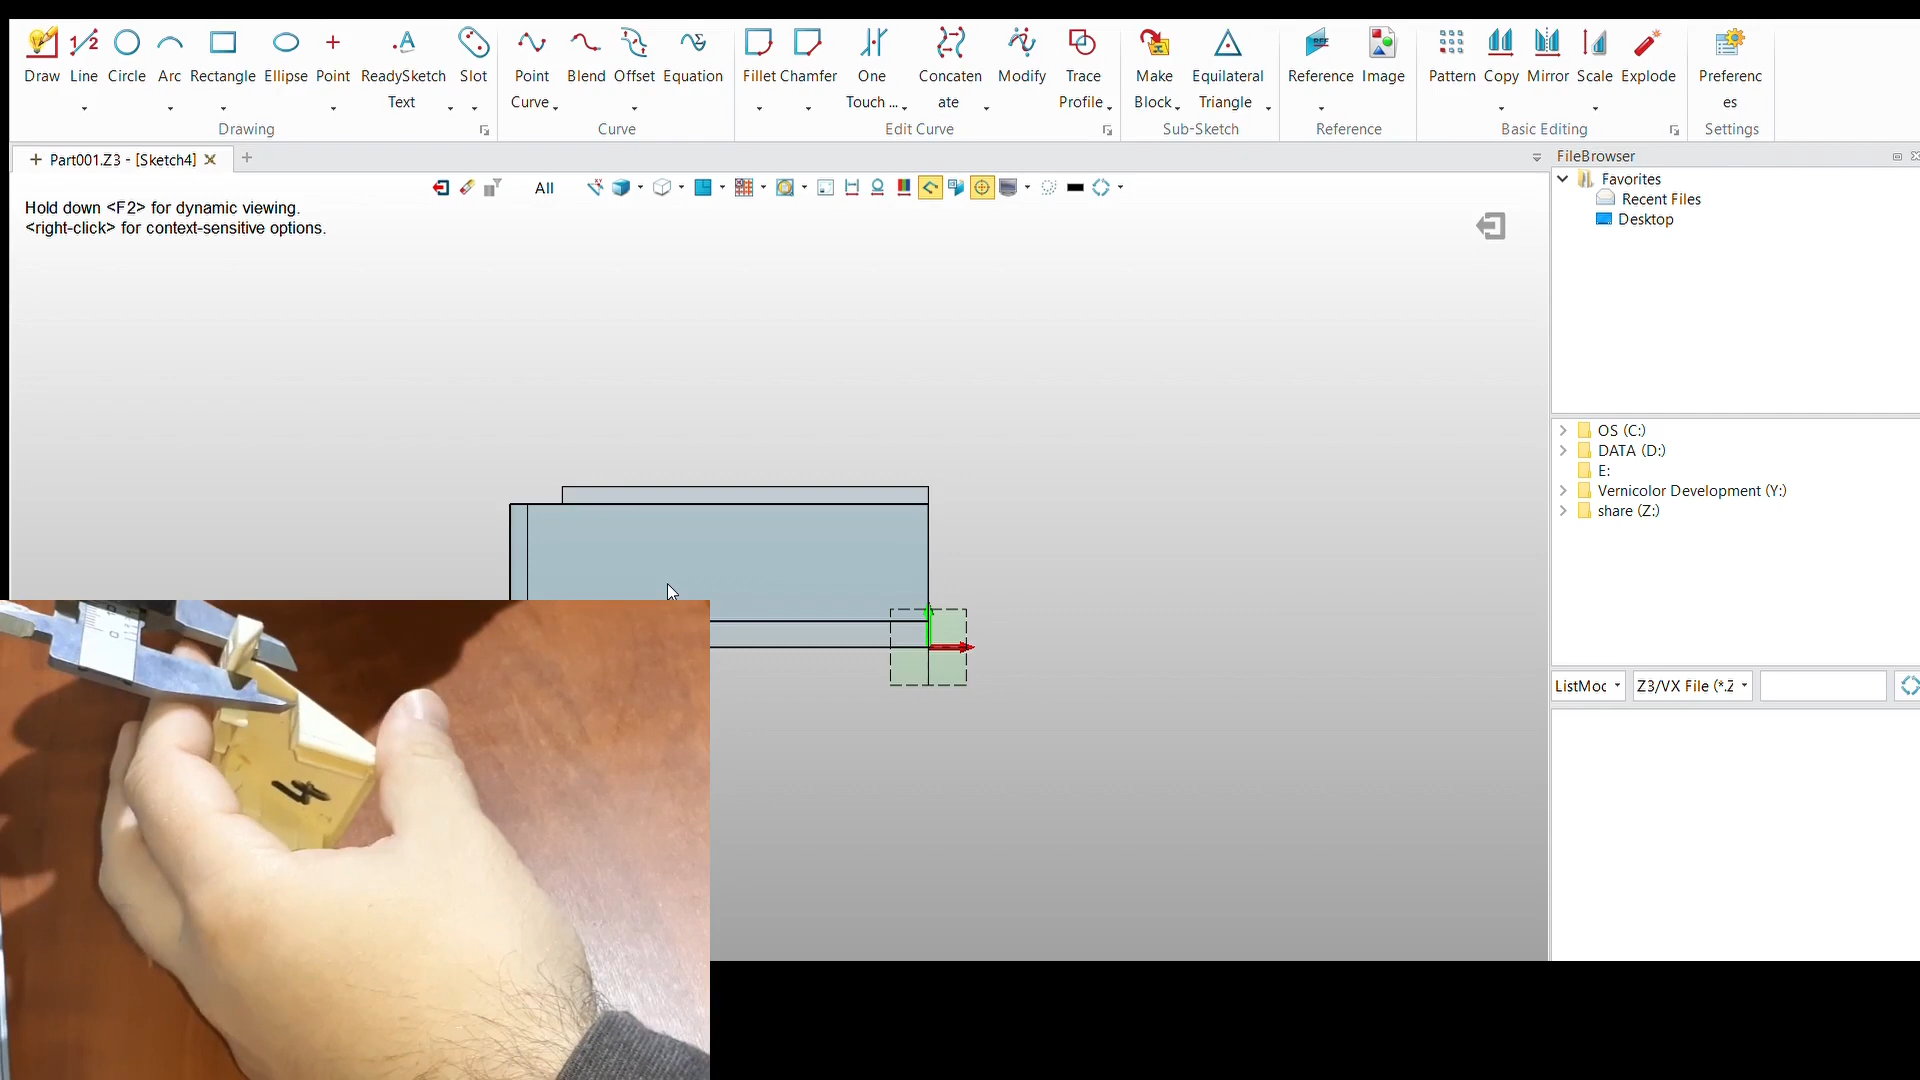 Draw Line Circle Arc Rectangle Ellipse Point ReadySketch Text Slot
Drawing
Point Curve Blend Offset Equation
Curve
Fillet Chamfer One Touch ... Concaten ate Modify Trace Profile
Edit Curve
Make Block Equilateral Triangle
Sub-Sketch
Reference Image
Reference
Pattern Copy Mirror Scale Explode
Basic Editing
Preferenc es
Settings
Part001.Z3 - [Sketch4]
FileBrowser
All
Hold down <F2> for dynamic viewing.
<right-click> for context-sensitive options.
Favorites
Recent Files
Desktop
OS (C:)
DATA (D:)
E:
Vernicolor Development (Y:)
share (Z:)
ListMoc Z3/VX File (*.Z
4